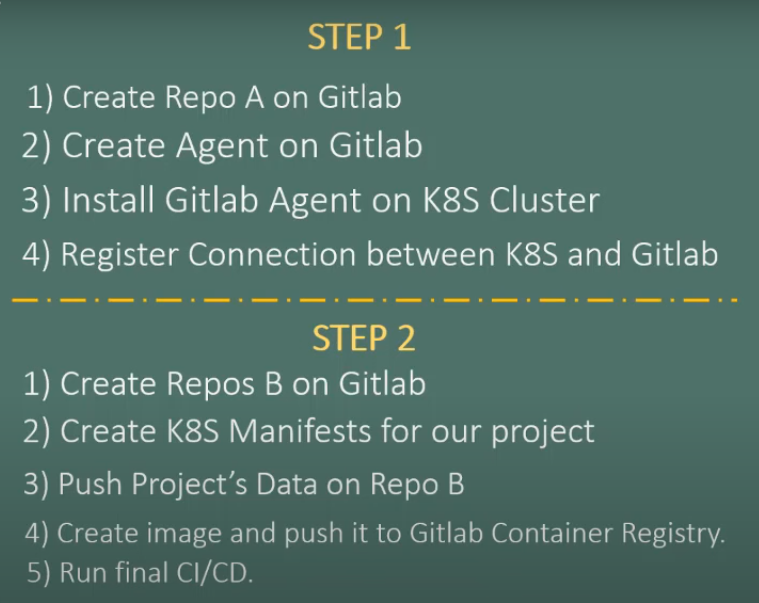 STEP 1
1) Create Repo A on Gitlab
2) Create Agent on Gitlab
3) Install Gitlab Agent on K8S Cluster
4) Register Connection between K8S and Gitlab
STEP 2
1) Create Repos B on Gitlab
2) Create K8S Manifests for our project
3) Push Project's Data on Repo B
4) Create image and push it to Gitlab Container Registry.
5) Run final CI/CD.